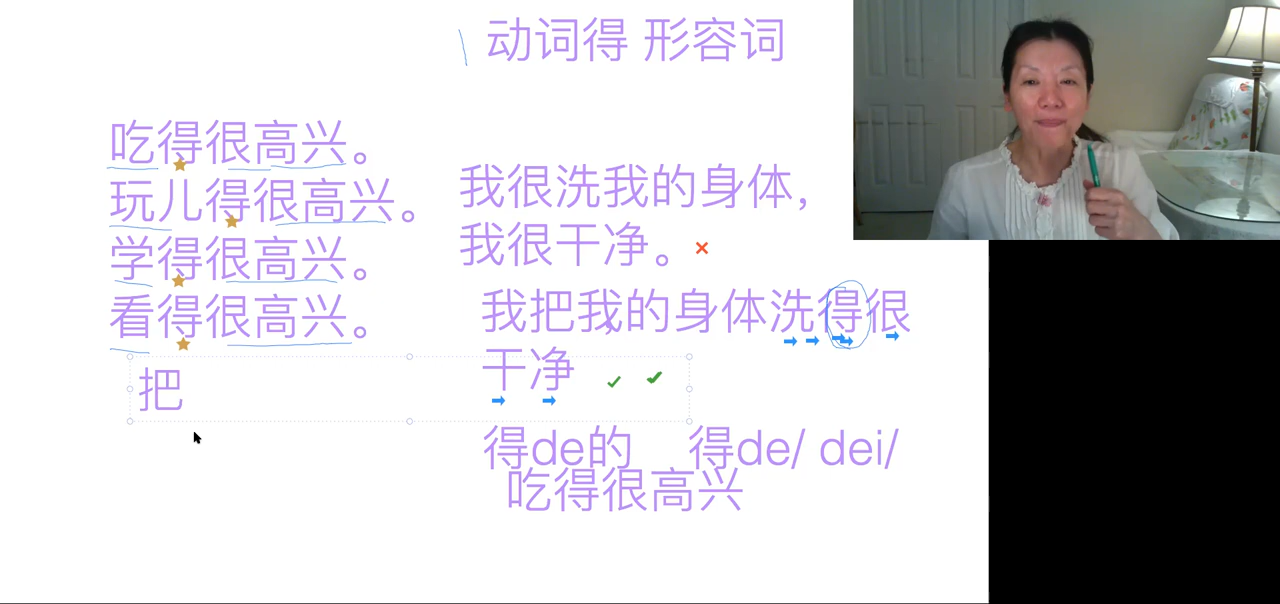 动词得 形容词
吃得很高兴。
玩儿得很高兴。
学得很高兴。
看得很高兴。
把
我很洗我的身体,
我很干净。
我把我的身体洗得很
干净
得de的 得de/ dei/
吃得很高兴